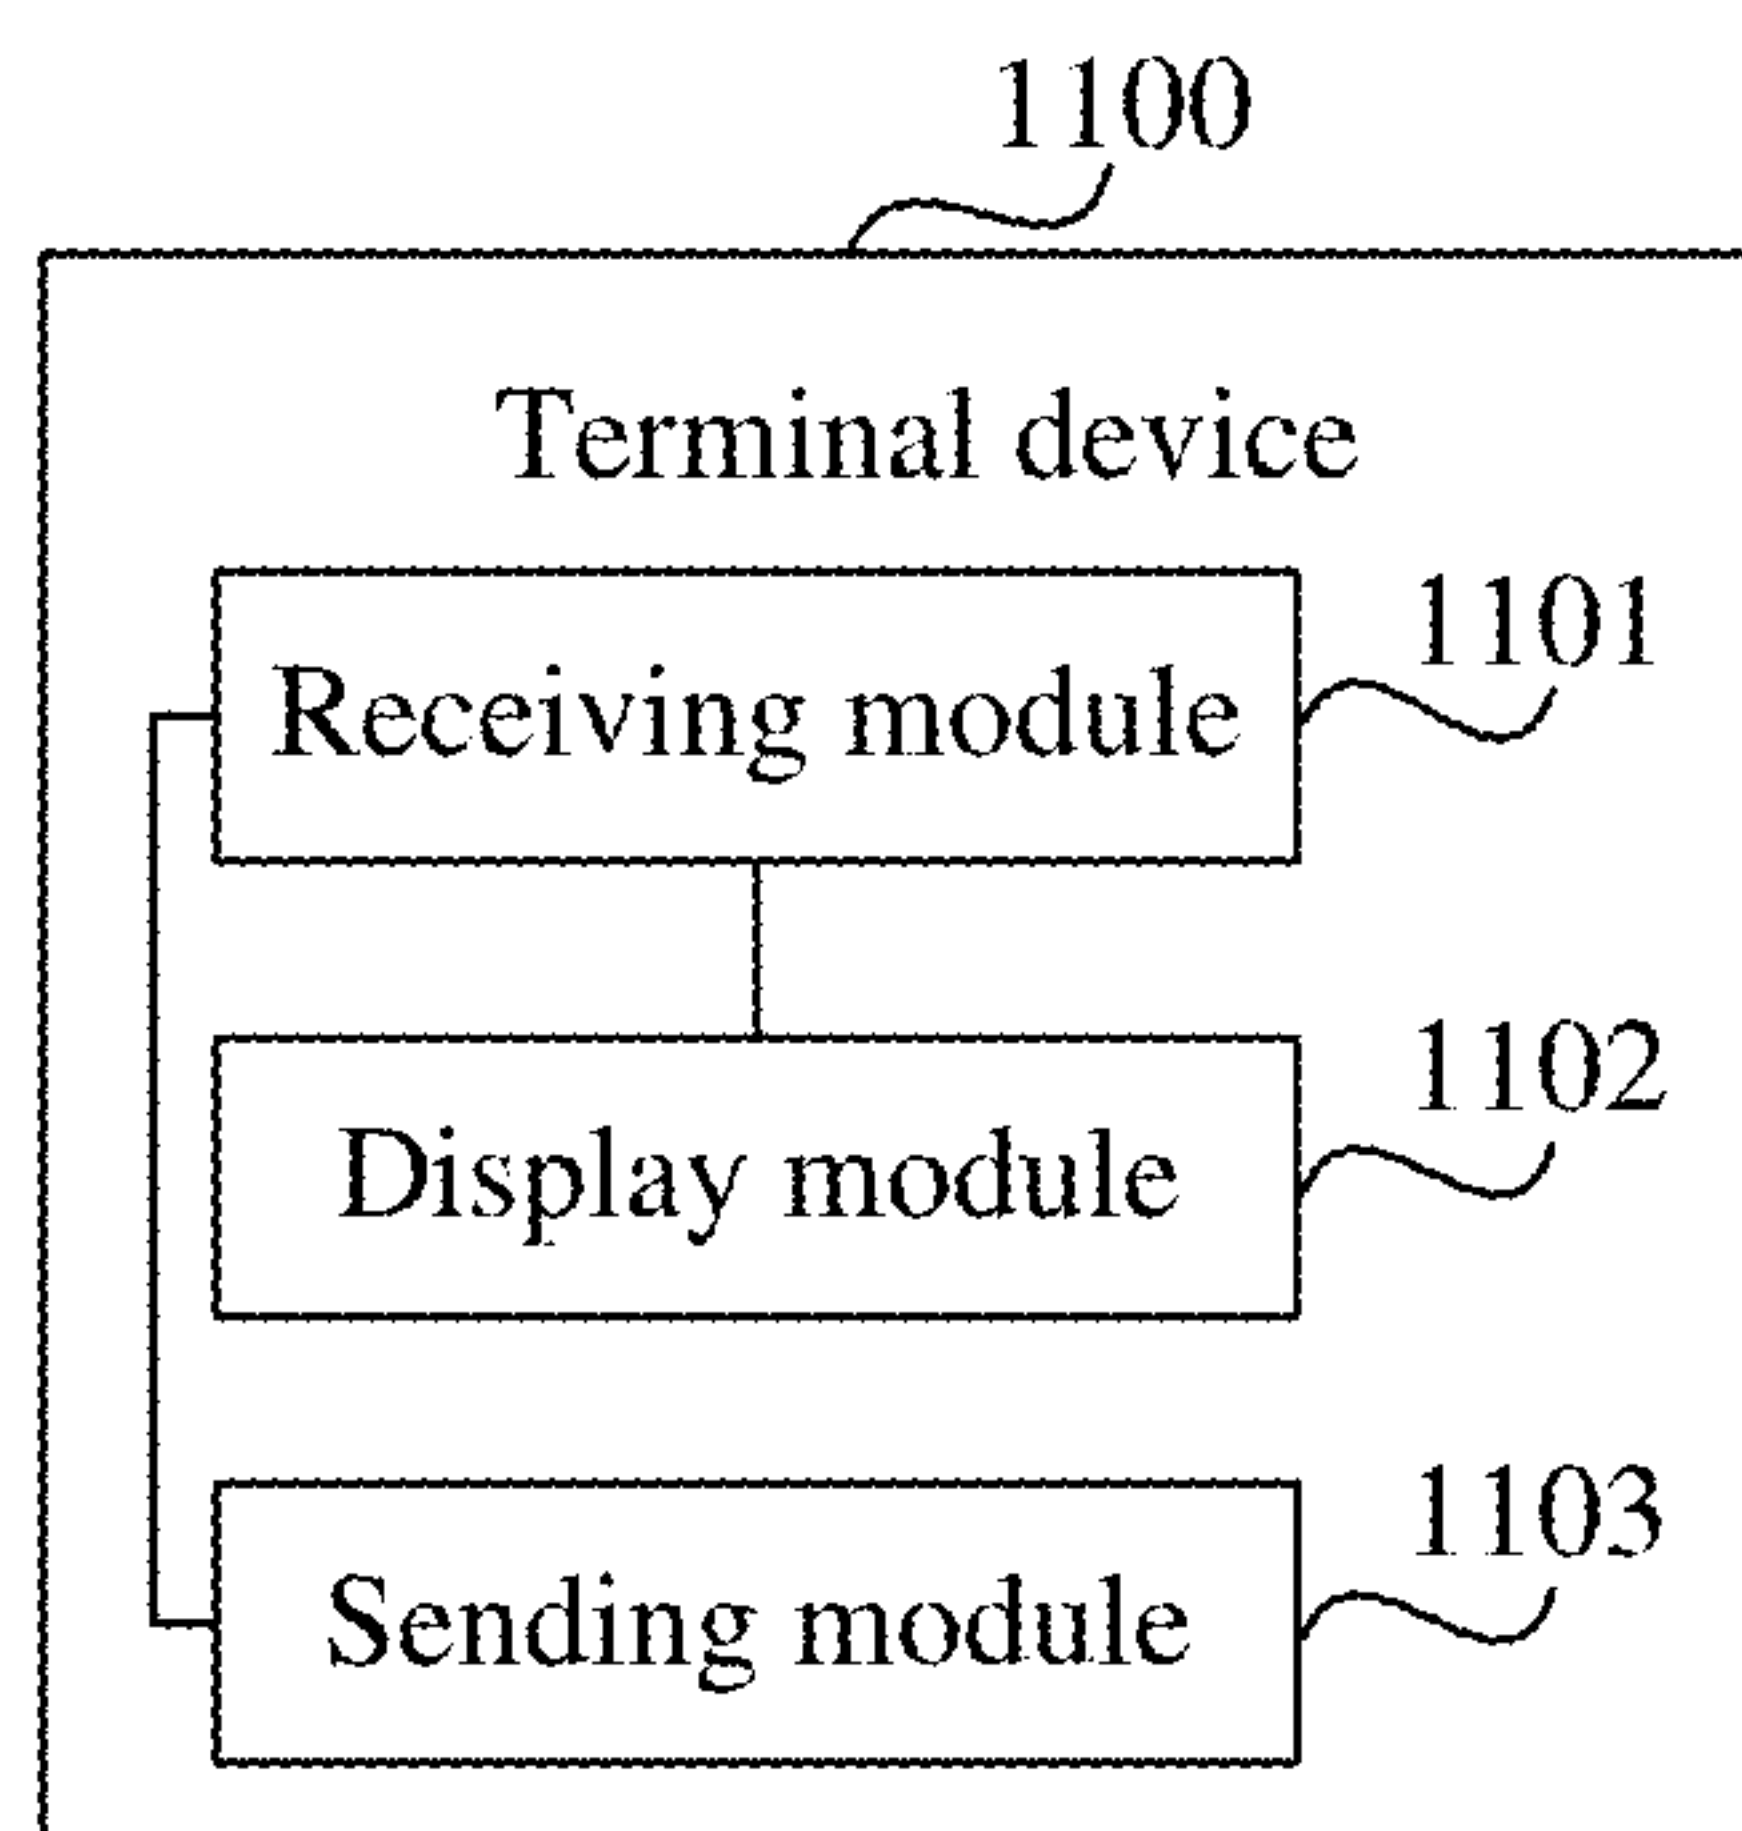 1100
Terminal device
Receiving module
1101
Display module
1102
Sending module
1103